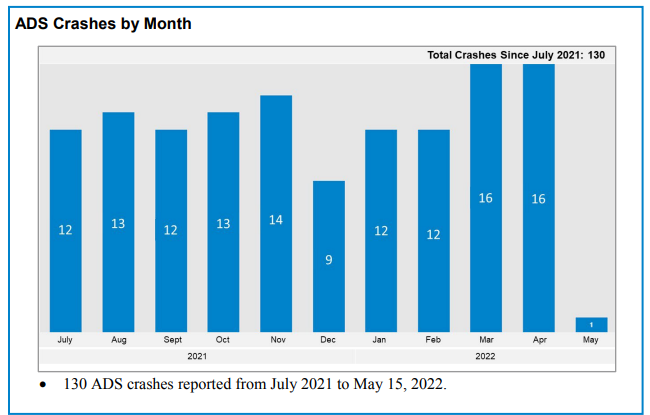 ADS Crashes by Month
Total Crashes Since July 2021: 130
12 13 12 13 14 9 12 12 16 16 1
July Aug Sept Oct Nov Dec Jan Feb Mar Apr May
2021 2022
• 130 ADS crashes reported from July 2021 to May 15, 2022.